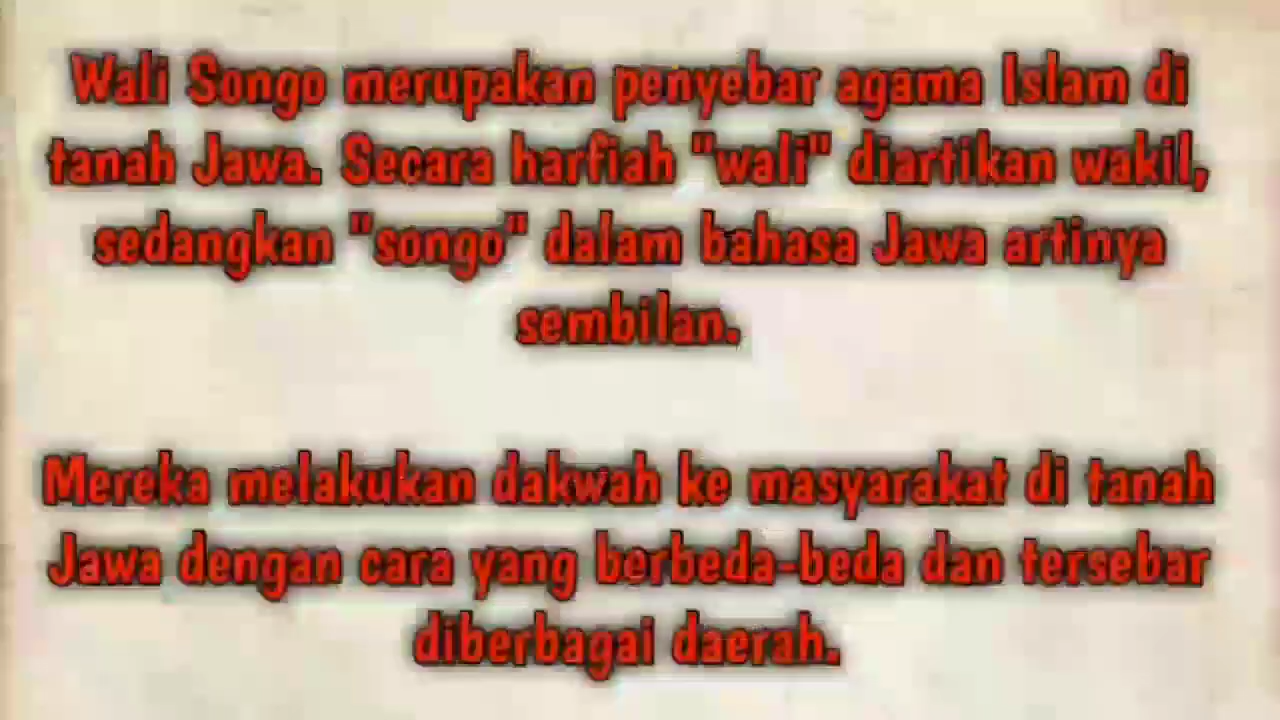 Wali Songo merupakan penyebar agama Islam di
tanah Jawa. Secara harfiah "wali" diartikan wakil,
sedangkan "songo" dalam bahasa Jawa artinya
sembilan.
Mereka melakukan dakwah ke masyarakat di tanah
Jawa dengan cara yang berbeda-beda dan tersebar
diberbagai daerah.